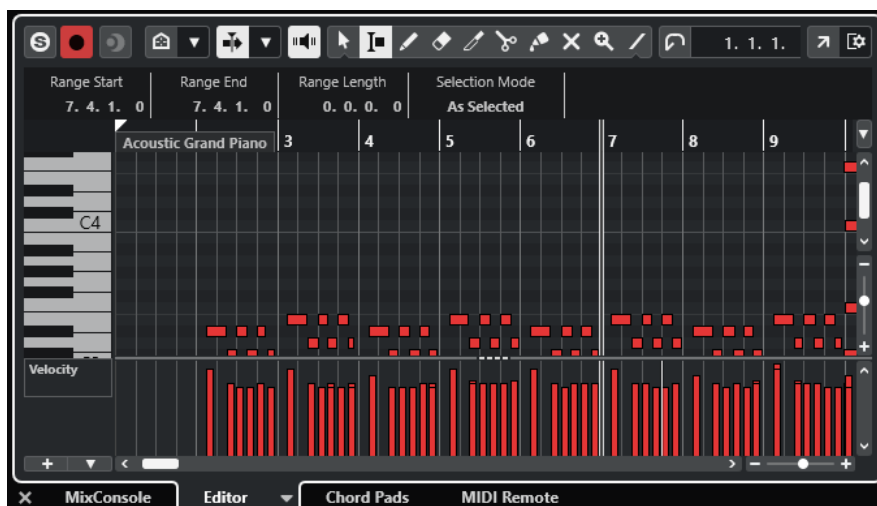 S
1. 1. 1.
Range Start Range End Range Length Selection Mode
7. 4. 1. 0 7. 4. 1. 0 0. 0. 0. 0 As Selected
Acoustic Grand Piano 3 4 5 6 7 8 9
C4
Velocity
MixConsole Editor Chord Pads MIDI Remote